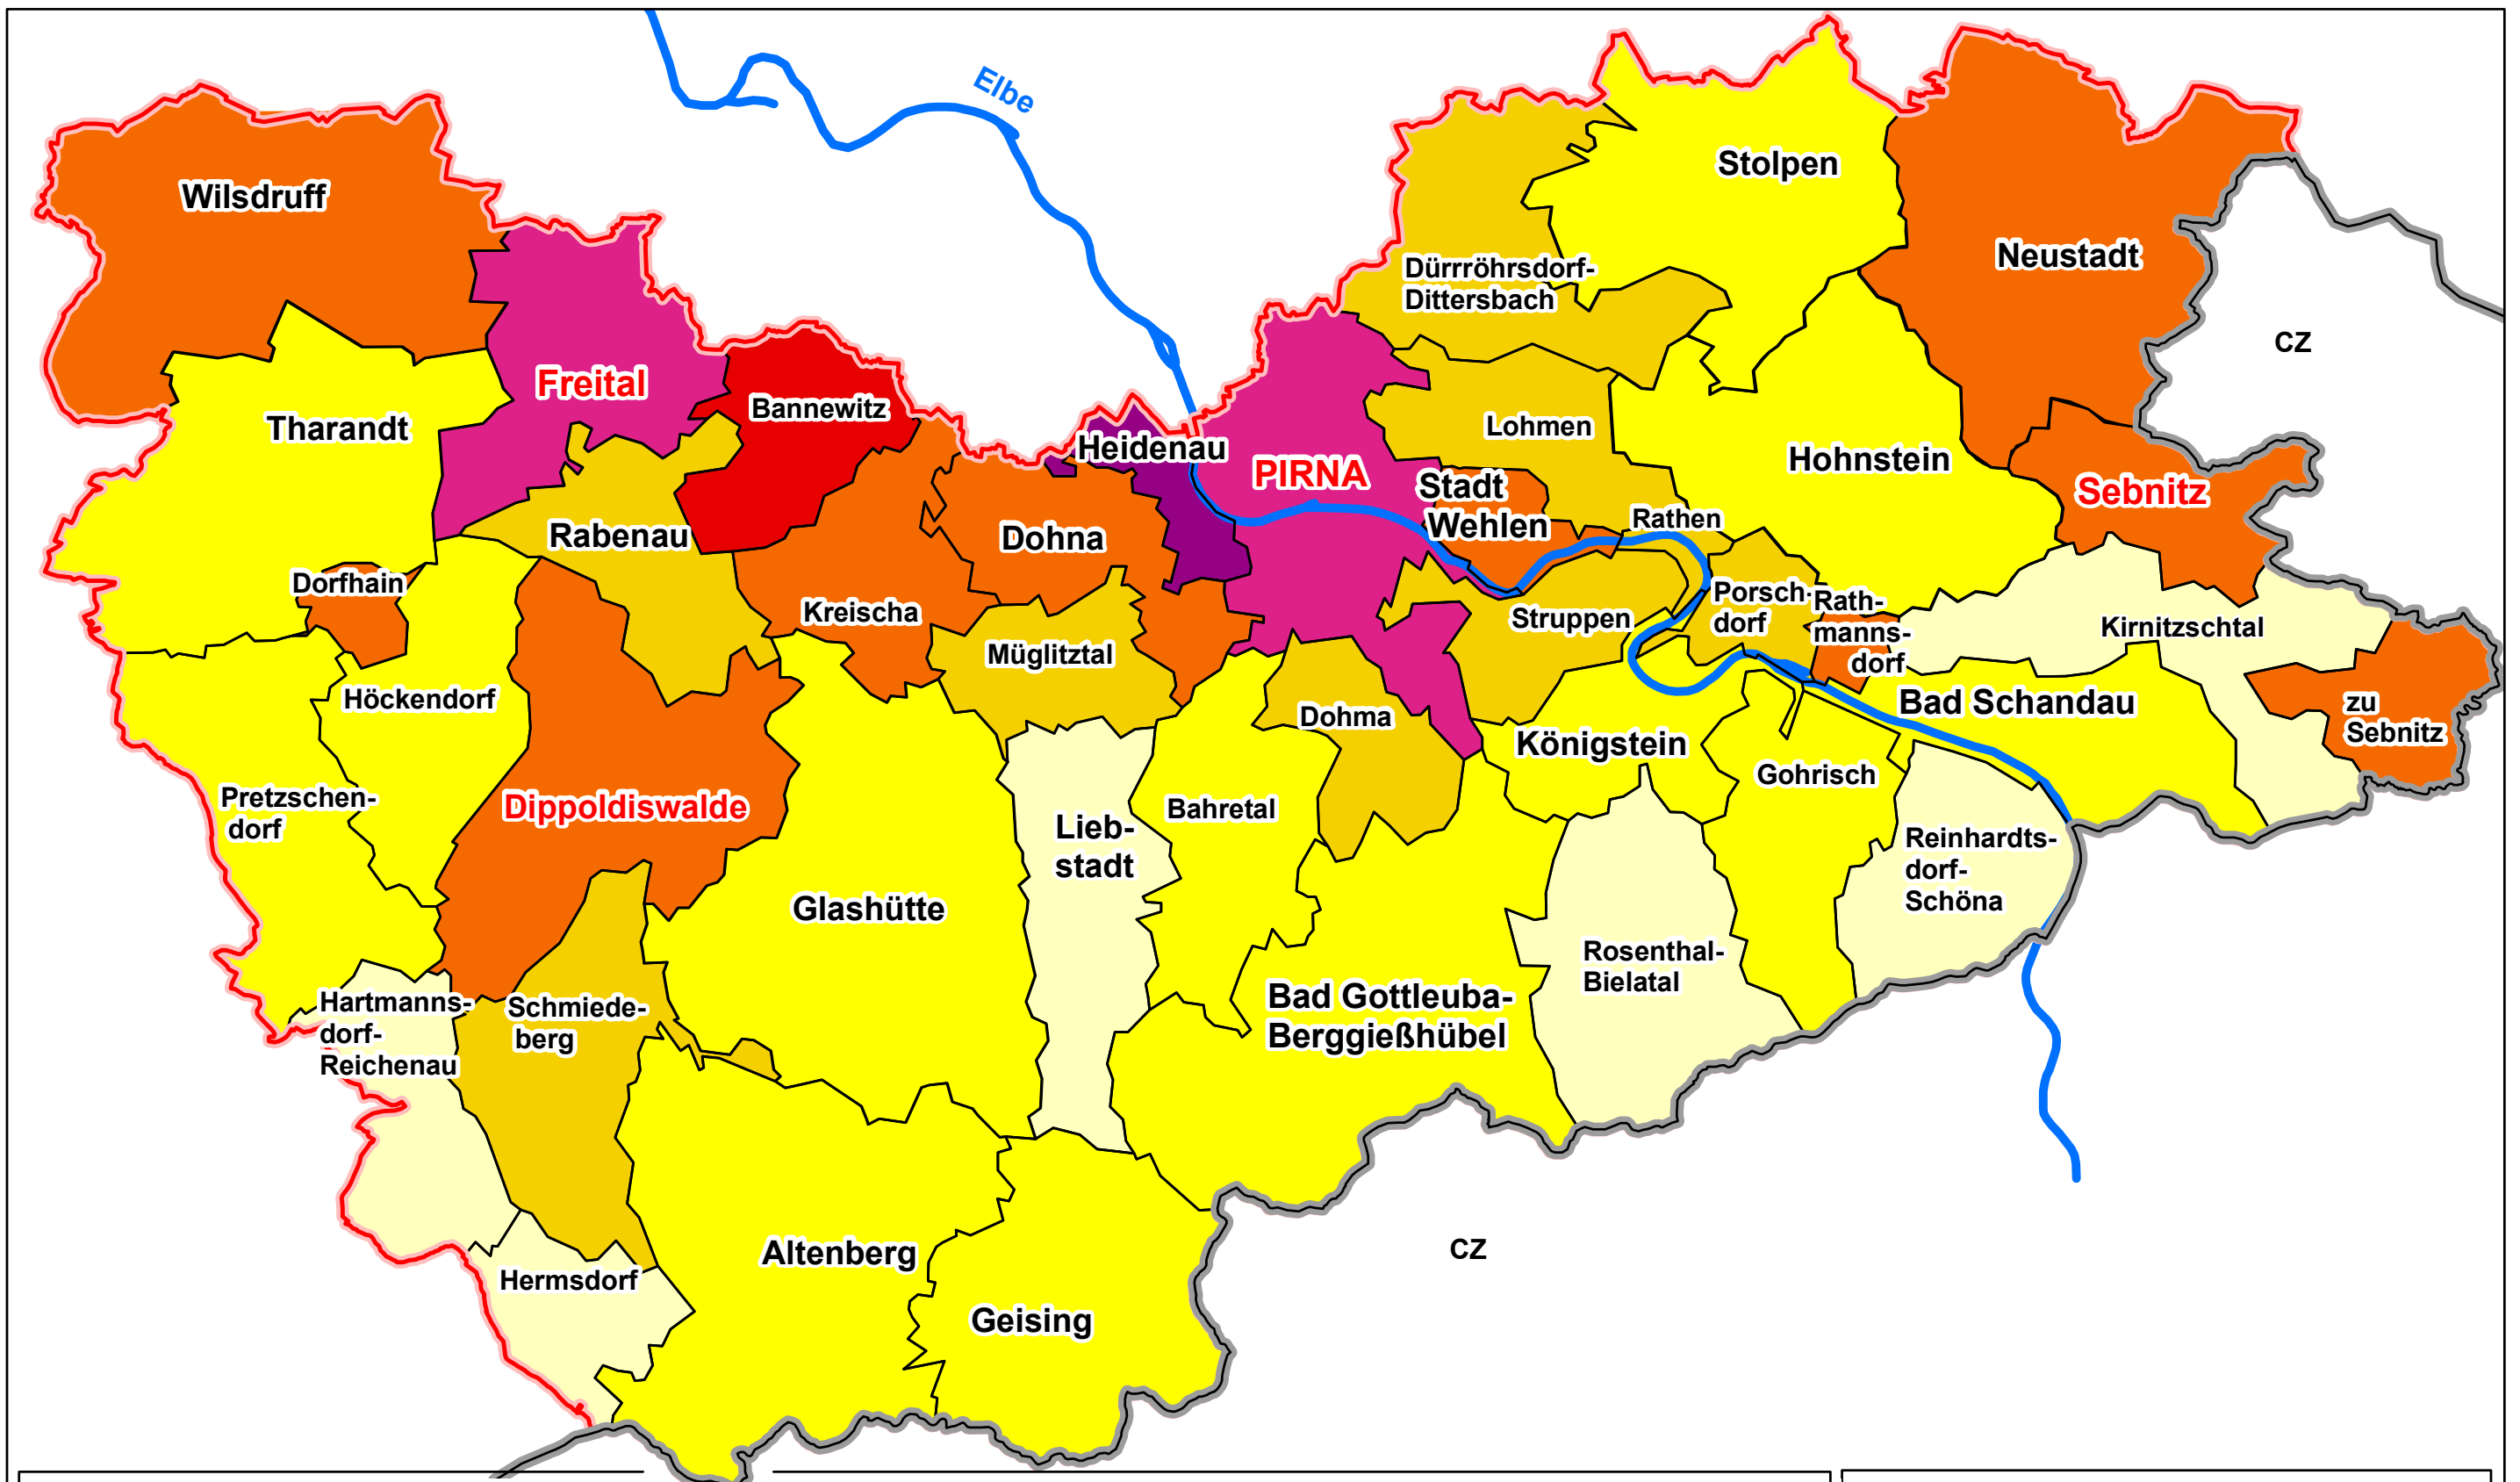 Elbe
Wilsdruff
Stolpen
Neustadt
Dürrröhrsdorf-
Dittersbach
CZ
Freital
Bannewitz
Tharandt
Lohmen
Heidenau
Hohnstein
PIRNA
Stadt
Wehlen
Sebnitz
Rathen
Rabenau
Dohna
Dorfhain
Kreischa
Struppen
Porsch-
dorf
Rath-
manns-
dorf
Kirnitzschtal
Müglitztal
Höckendorf
Dohma
Bad Schandau
zu
Sebnitz
Königstein
Gohrisch
Pretzschen-
dorf
Dippoldiswalde
Bahretal
Lieb-
stadt
Reinhardts-
dorf-
Schöna
Glashütte
Rosenthal-
Bielatal
Hartmanns-
dorf-
Reichenau
Schmiede-
berg
Bad Gottleuba-
Berggießhübel
Altenberg
CZ
Hermsdorf
Geising